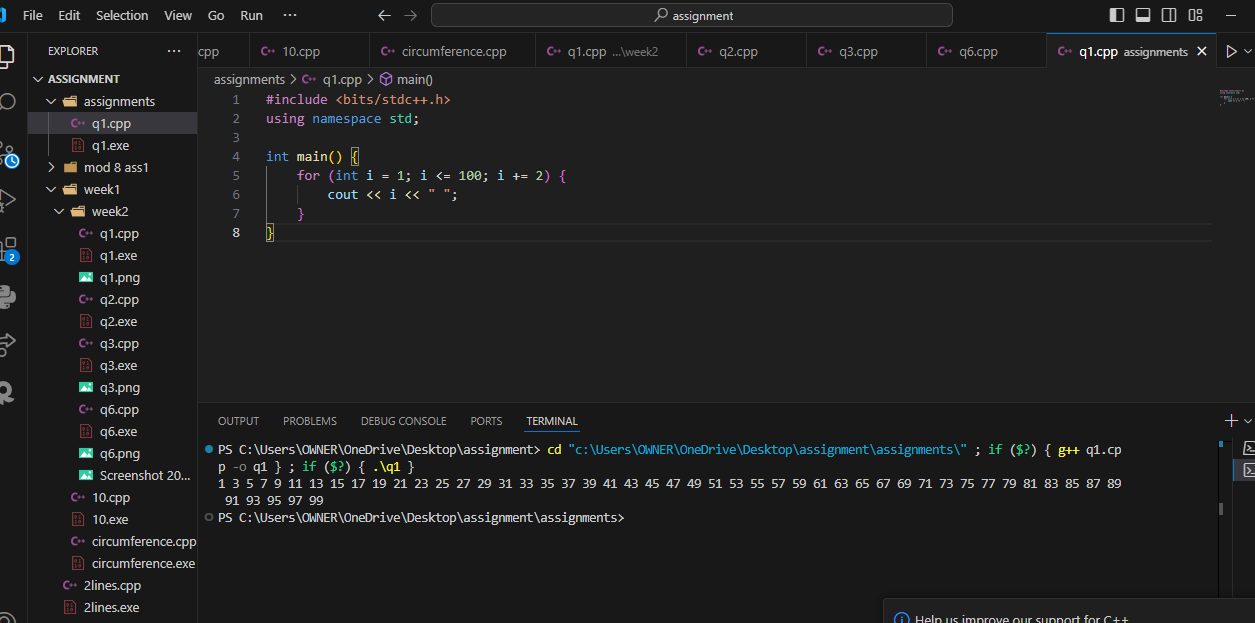 File Edit Selection View Go Run ··· ← → assignment
EXPLORER ···
ASSIGNMENT
assignments
q1.cpp
q1.exe
mod 8 ass1
week1
week2
q1.cpp
q1.exe
q1.png
q2.cpp
q2.exe
q3.cpp
q3.exe
q3.png
q6.cpp
q6.exe
q6.png
Screenshot 20...
10.cpp
10.exe
circumference.cpp
circumference.exe
2lines.cpp
2lines.exe
2
cpp 10.cpp circumference.cpp q1.cpp ...\week2 q2.cpp q3.cpp q6.cpp q1.cpp assignments
assignments > q1.cpp > main()
1 #include <bits/stdc++.h>
2 using namespace std;
3
4 int main() {
5 for (int i = 1; i <= 100; i += 2) {
6 cout << i << " ";
7 }
8 }
OUTPUT PROBLEMS DEBUG CONSOLE PORTS TERMINAL
PS C:\Users\OWNER\OneDrive\Desktop\assignment> cd "c:\Users\OWNER\OneDrive\Desktop\assignment\assignments\" ; if ($?) { g++ q1.cp
p -o q1 } ; if ($?) { .\q1 }
1 3 5 7 9 11 13 15 17 19 21 23 25 27 29 31 33 35 37 39 41 43 45 47 49 51 53 55 57 59 61 63 65 67 69 71 73 75 77 79 81 83 85 87 89
91 93 95 97 99
PS C:\Users\OWNER\OneDrive\Desktop\assignment\assignments>
Help us improve our support for C++